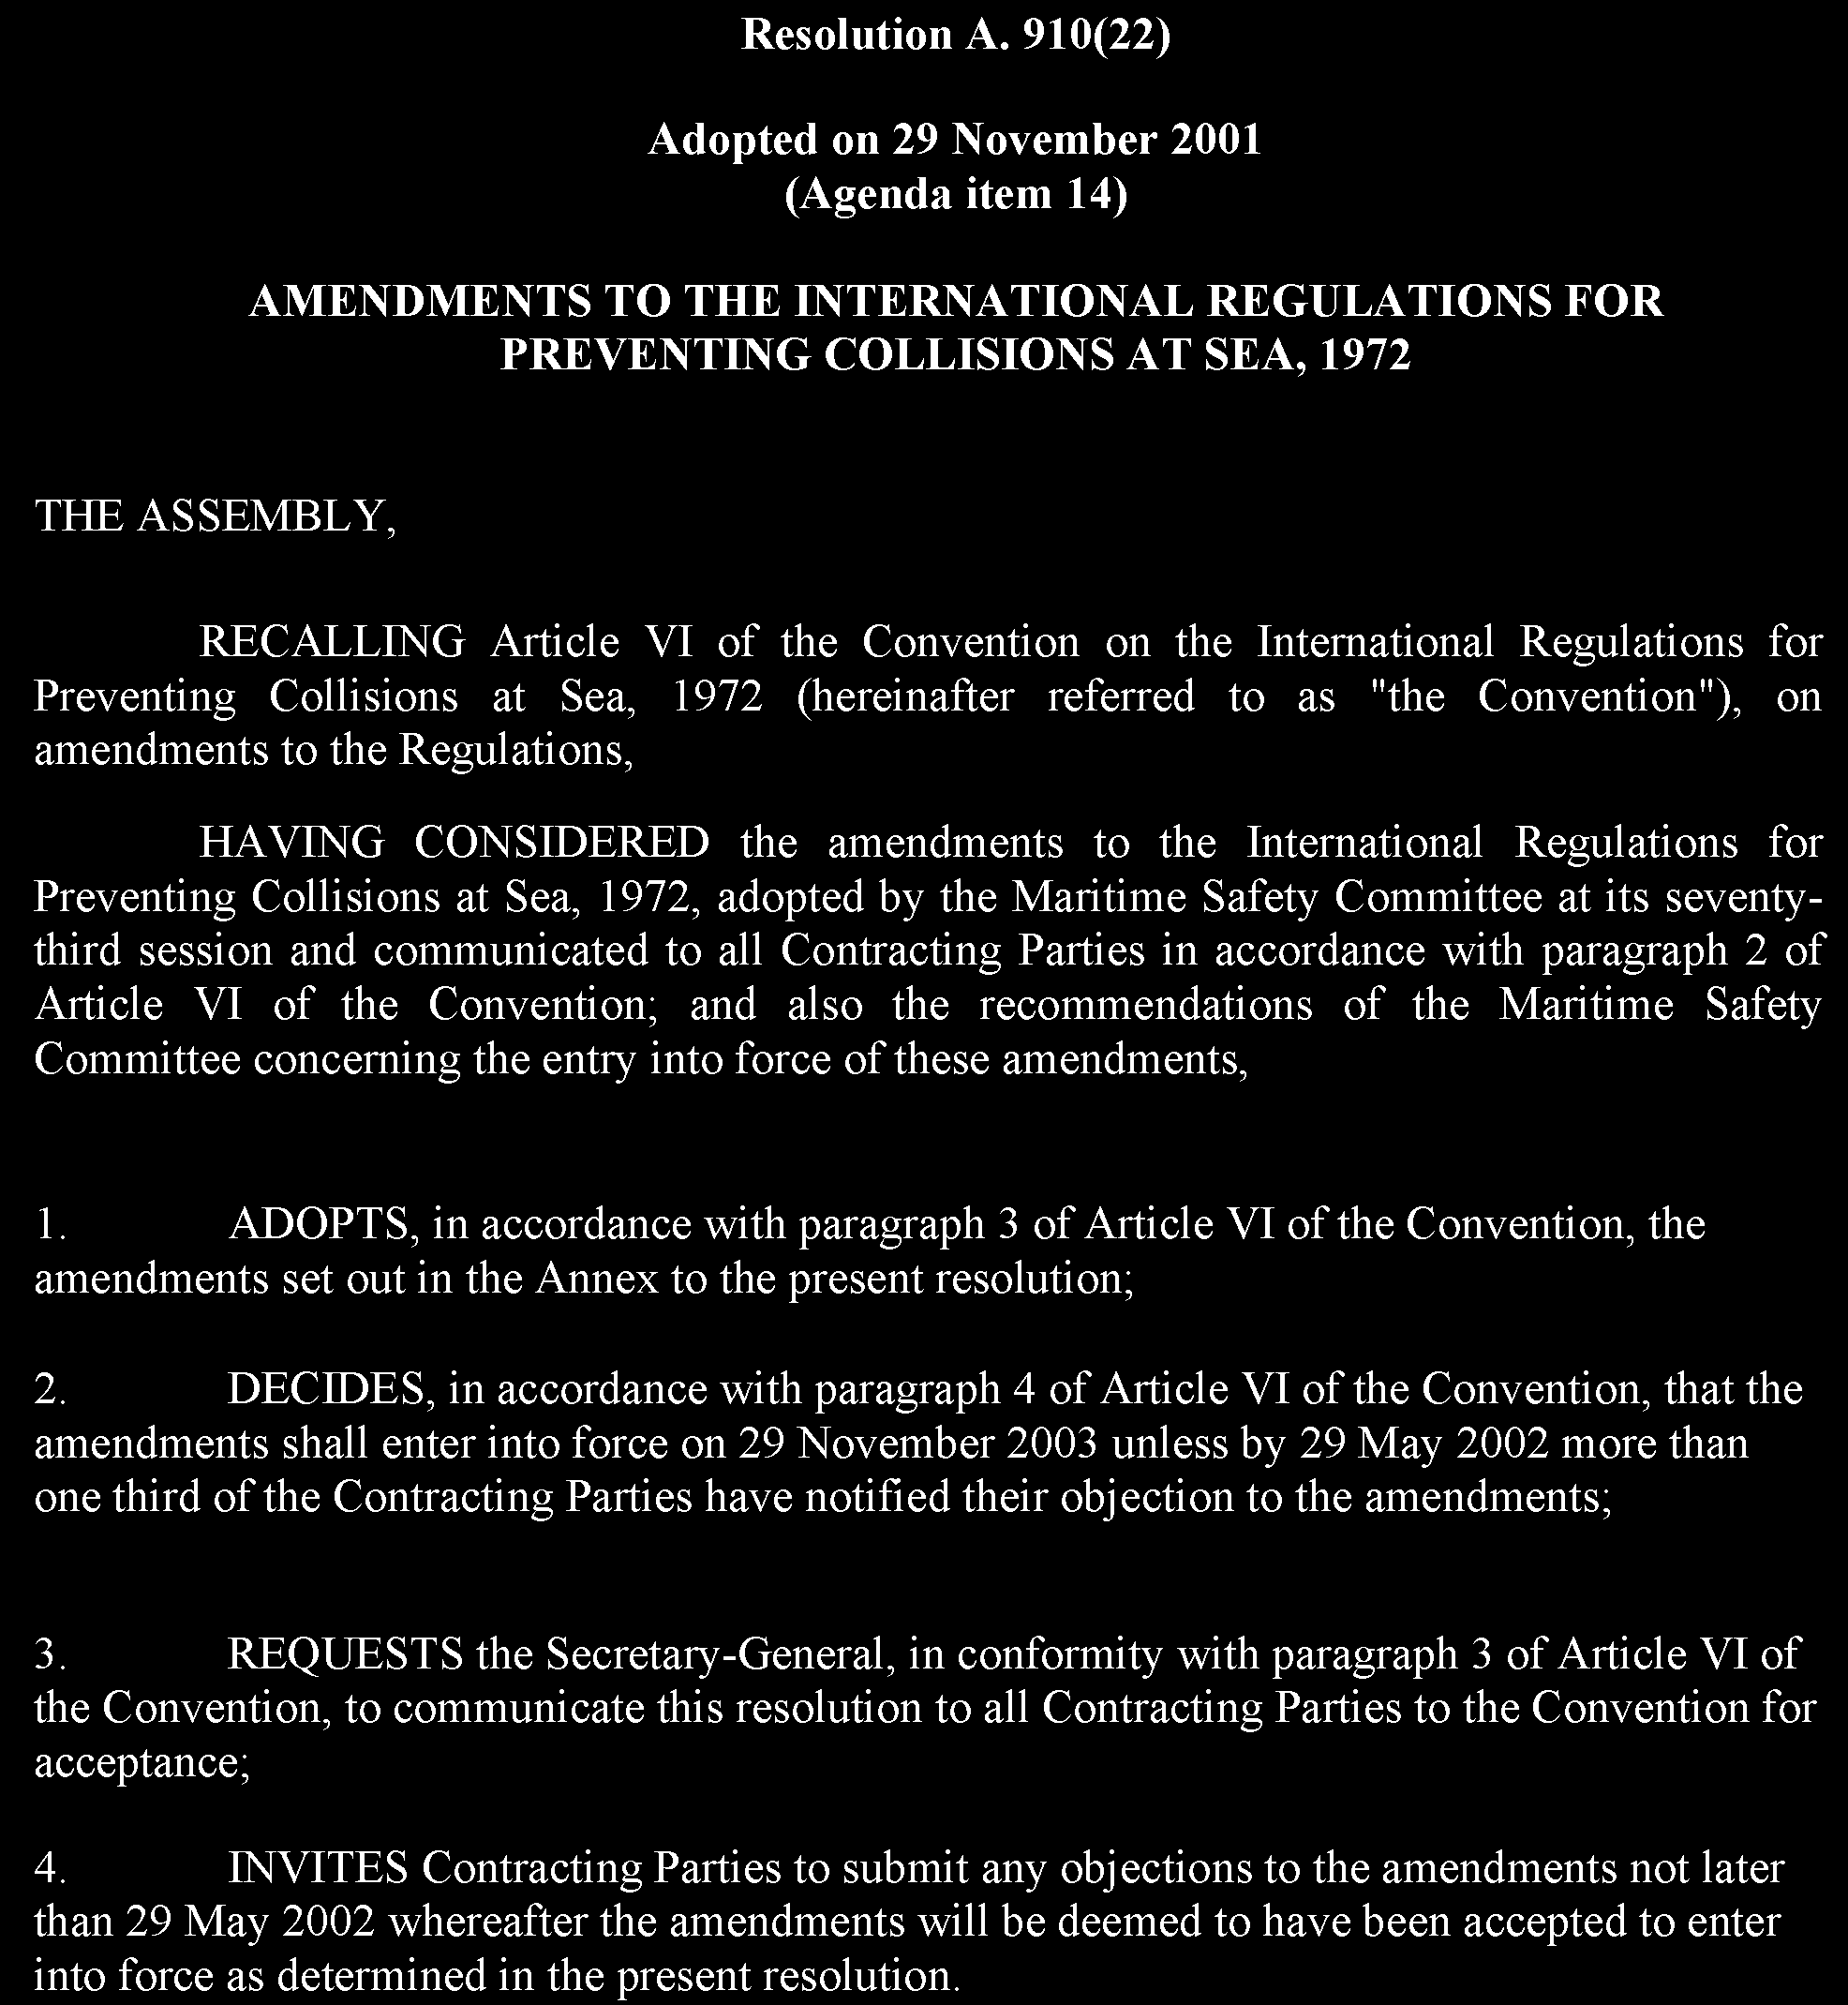 Resolution A. 910(22)
Adopted on 29 November 2001
(Agenda item 14)
AMENDMENTS TO THE INTERNATIONAL REGULATIONS FOR
PREVENTING COLLISIONS AT SEA, 1972
THE ASSEMBLY,
RECALLING Article VI of the Convention on the International Regulations for
Preventing Collisions at Sea, 1972 (hereinafter referred to as "the Convention"), on
amendments to the Regulations,
HAVING CONSIDERED the amendments to the International Regulations for
Preventing Collisions at Sea, 1972, adopted by the Maritime Safety Committee at its seventy-
third session and communicated to all Contracting Parties in accordance with paragraph 2 of
Article VI of the Convention; and also the recommendations of the Maritime Safety
Committee concerning the entry into force of these amendments,
1. ADOPTS, in accordance with paragraph 3 of Article VI of the Convention, the
amendments set out in the Annex to the present resolution;
2. DECIDES, in accordance with paragraph 4 of Article VI of the Convention, that the
amendments shall enter into force on 29 November 2003 unless by 29 May 2002 more than
one third of the Contracting Parties have notified their objection to the amendments;
3. REQUESTS the Secretary-General, in conformity with paragraph 3 of Article VI of
the Convention, to communicate this resolution to all Contracting Parties to the Convention for
acceptance;
4. INVITES Contracting Parties to submit any objections to the amendments not later
than 29 May 2002 whereafter the amendments will be deemed to have been accepted to enter
into force as determined in the present resolution.